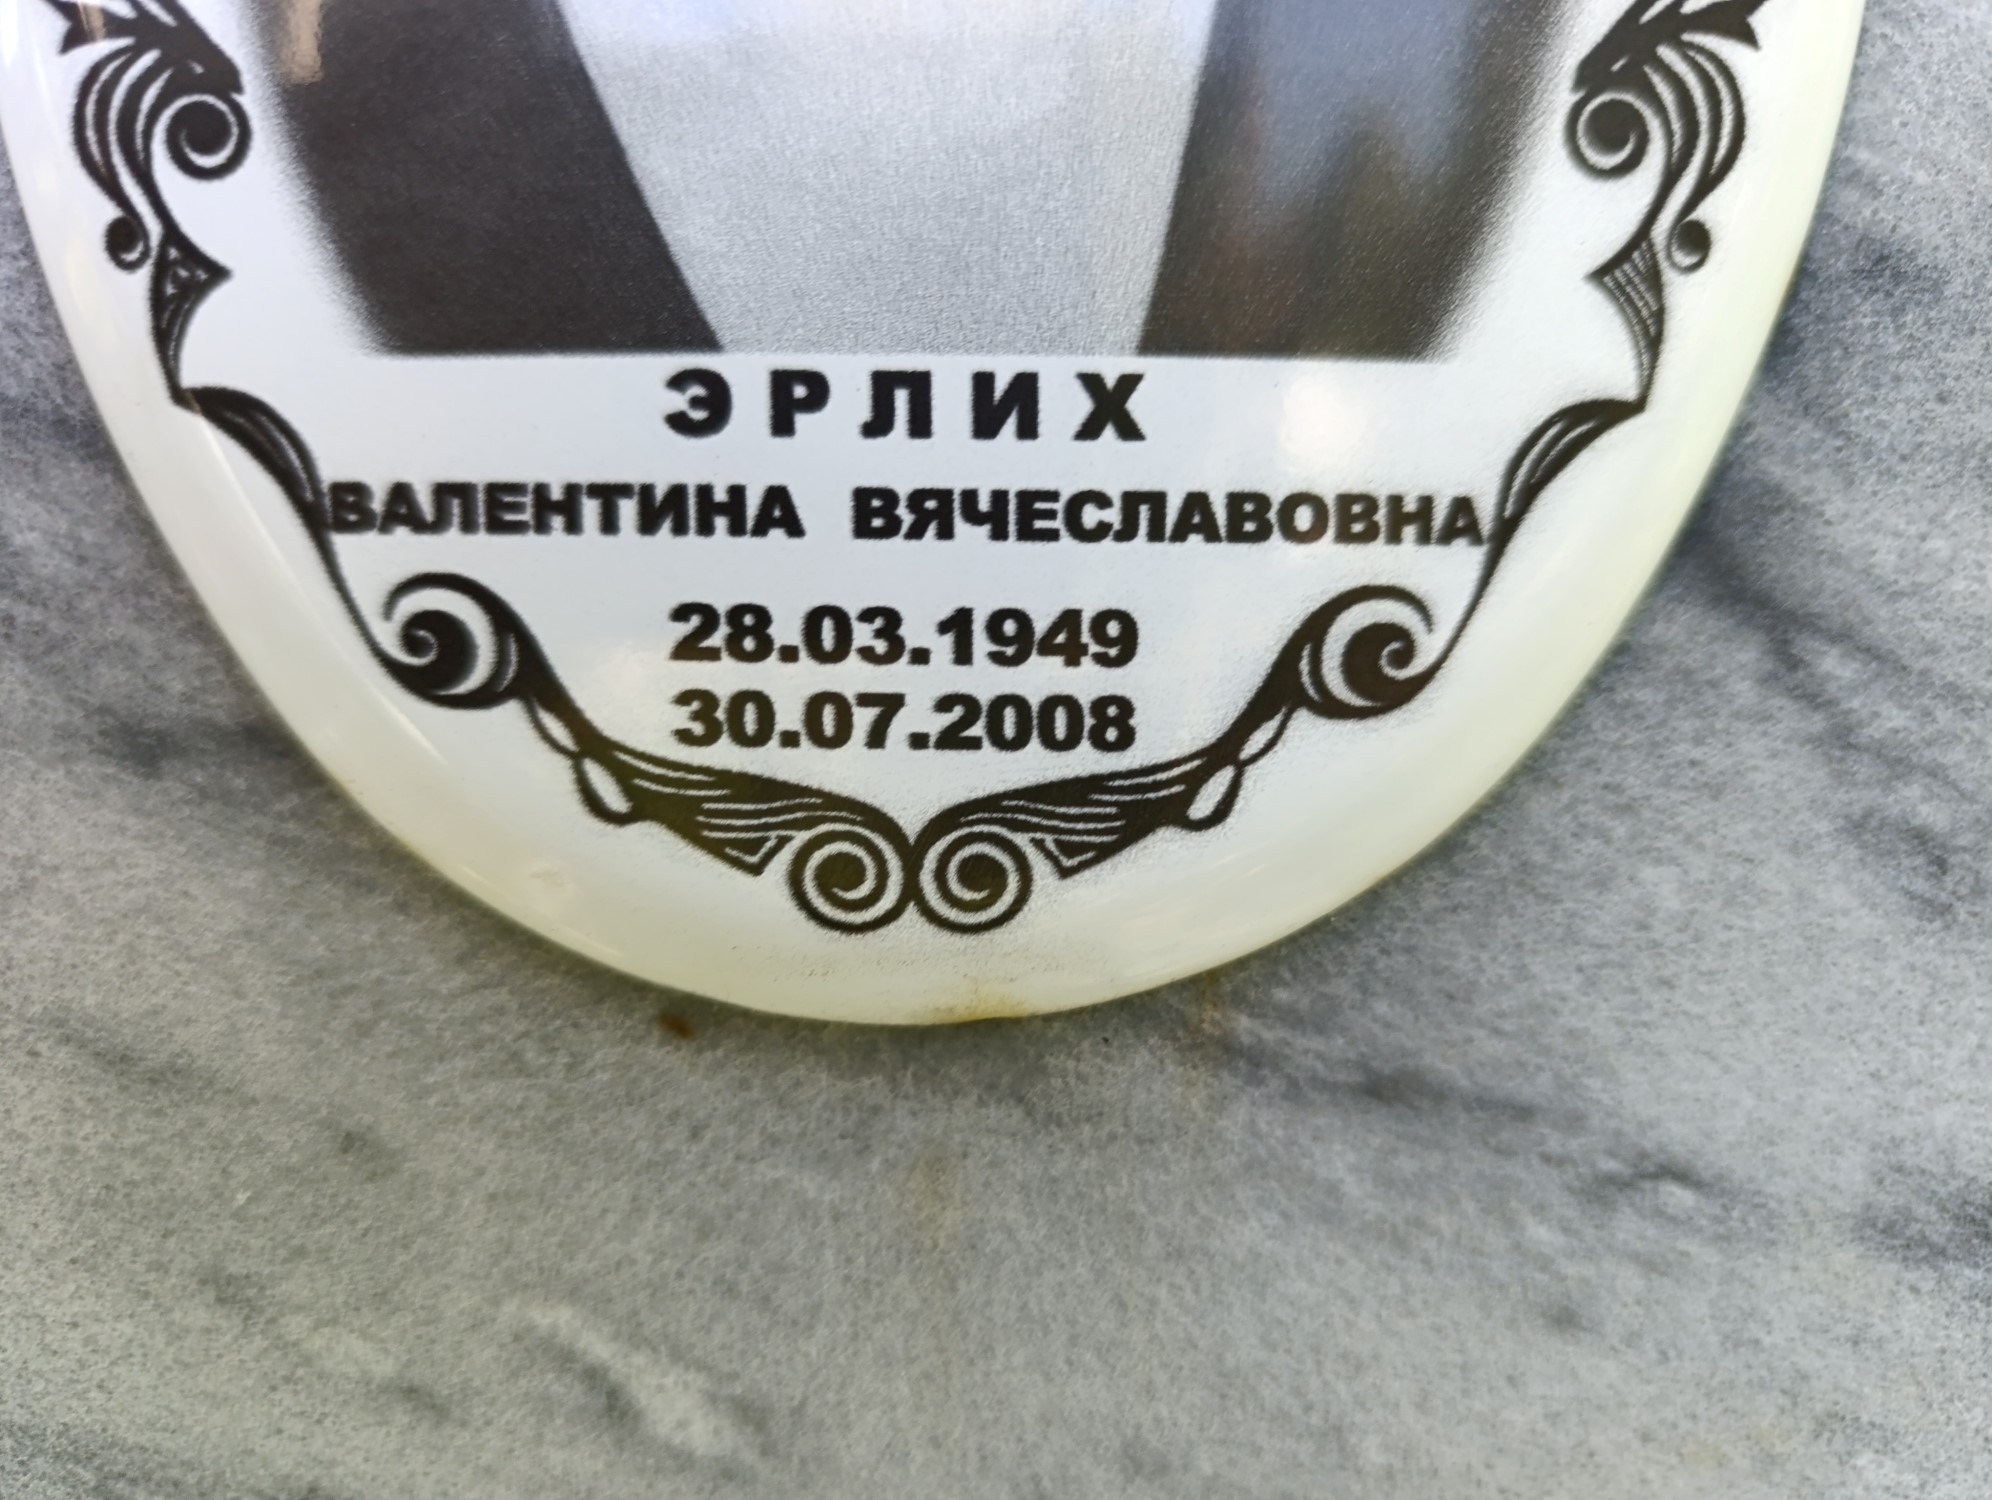 ЭРЛИХ
ВАЛЕНТИНА ВЯЧЕСЛАВОВНА
28.03.1949
30.07.2008